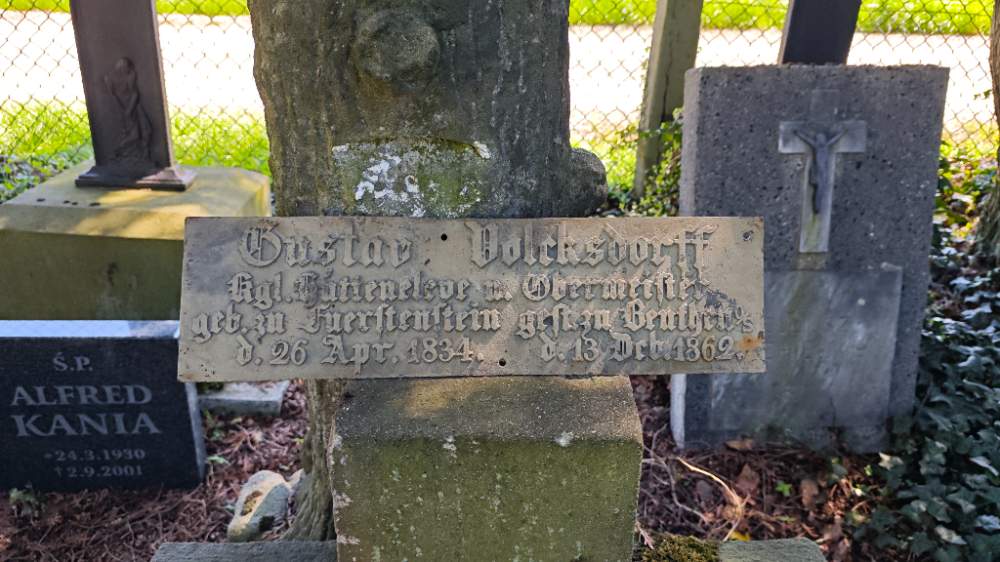 Gustav Volcksdorff
Kgl. Hütteneleve u. Obermeister
geb. zu Fuerstenstein gest. zu Beuthen O/S
d. 26 Apr. 1834. d. 13 Dcb. 1862.
Ś.P.
ALFRED
KANIA
*24.3.1930
†2.9.2001